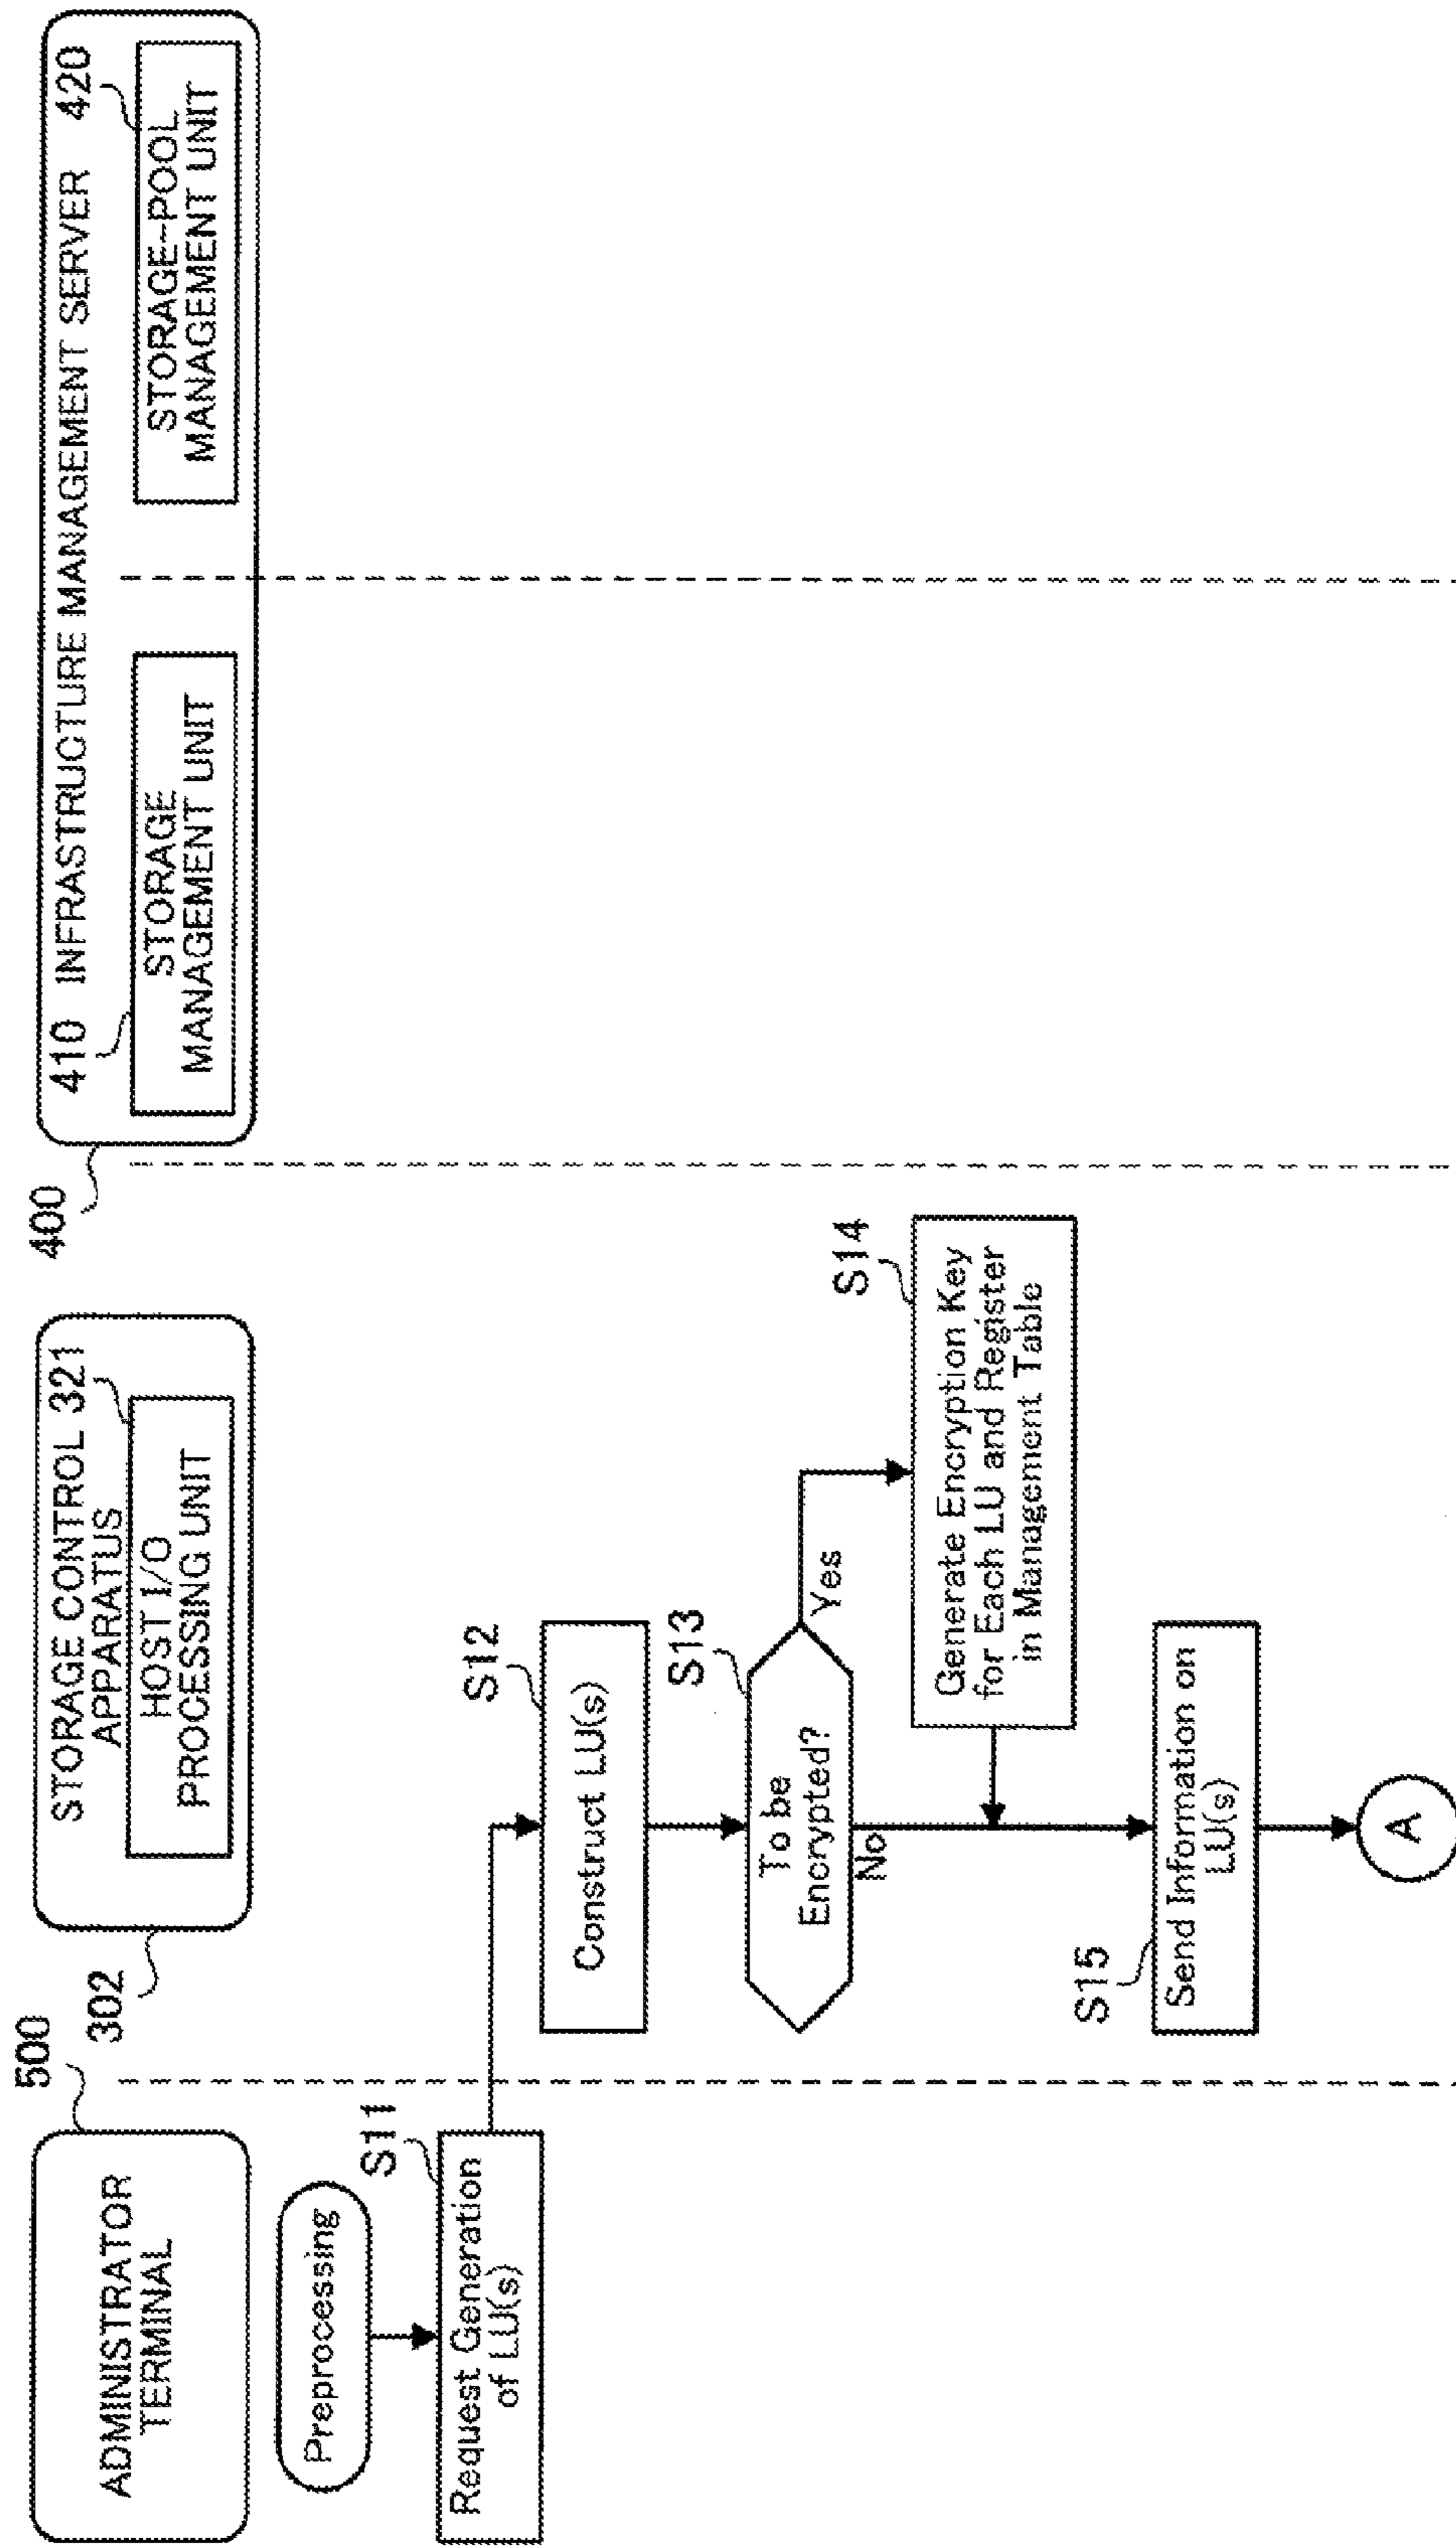 500
ADMINISTRATOR
TERMINAL
302
STORAGE CONTROL 321
APPARATUS
HOST I/O
PROCESSING UNIT
400
410 INFRASTRUCTURE MANAGEMENT SERVER 420
STORAGE
MANAGEMENT UNIT
STORAGE-POOL
MANAGEMENT UNIT
Preprocessing
S11
Request Generation
of LU(s)
S12
Construct LU(s)
S13
To be
Encrypted?
Yes
No
S14
Generate Encryption Key
for Each LU and Register
in Management Table
S15
Send Information on
LU(s)
A